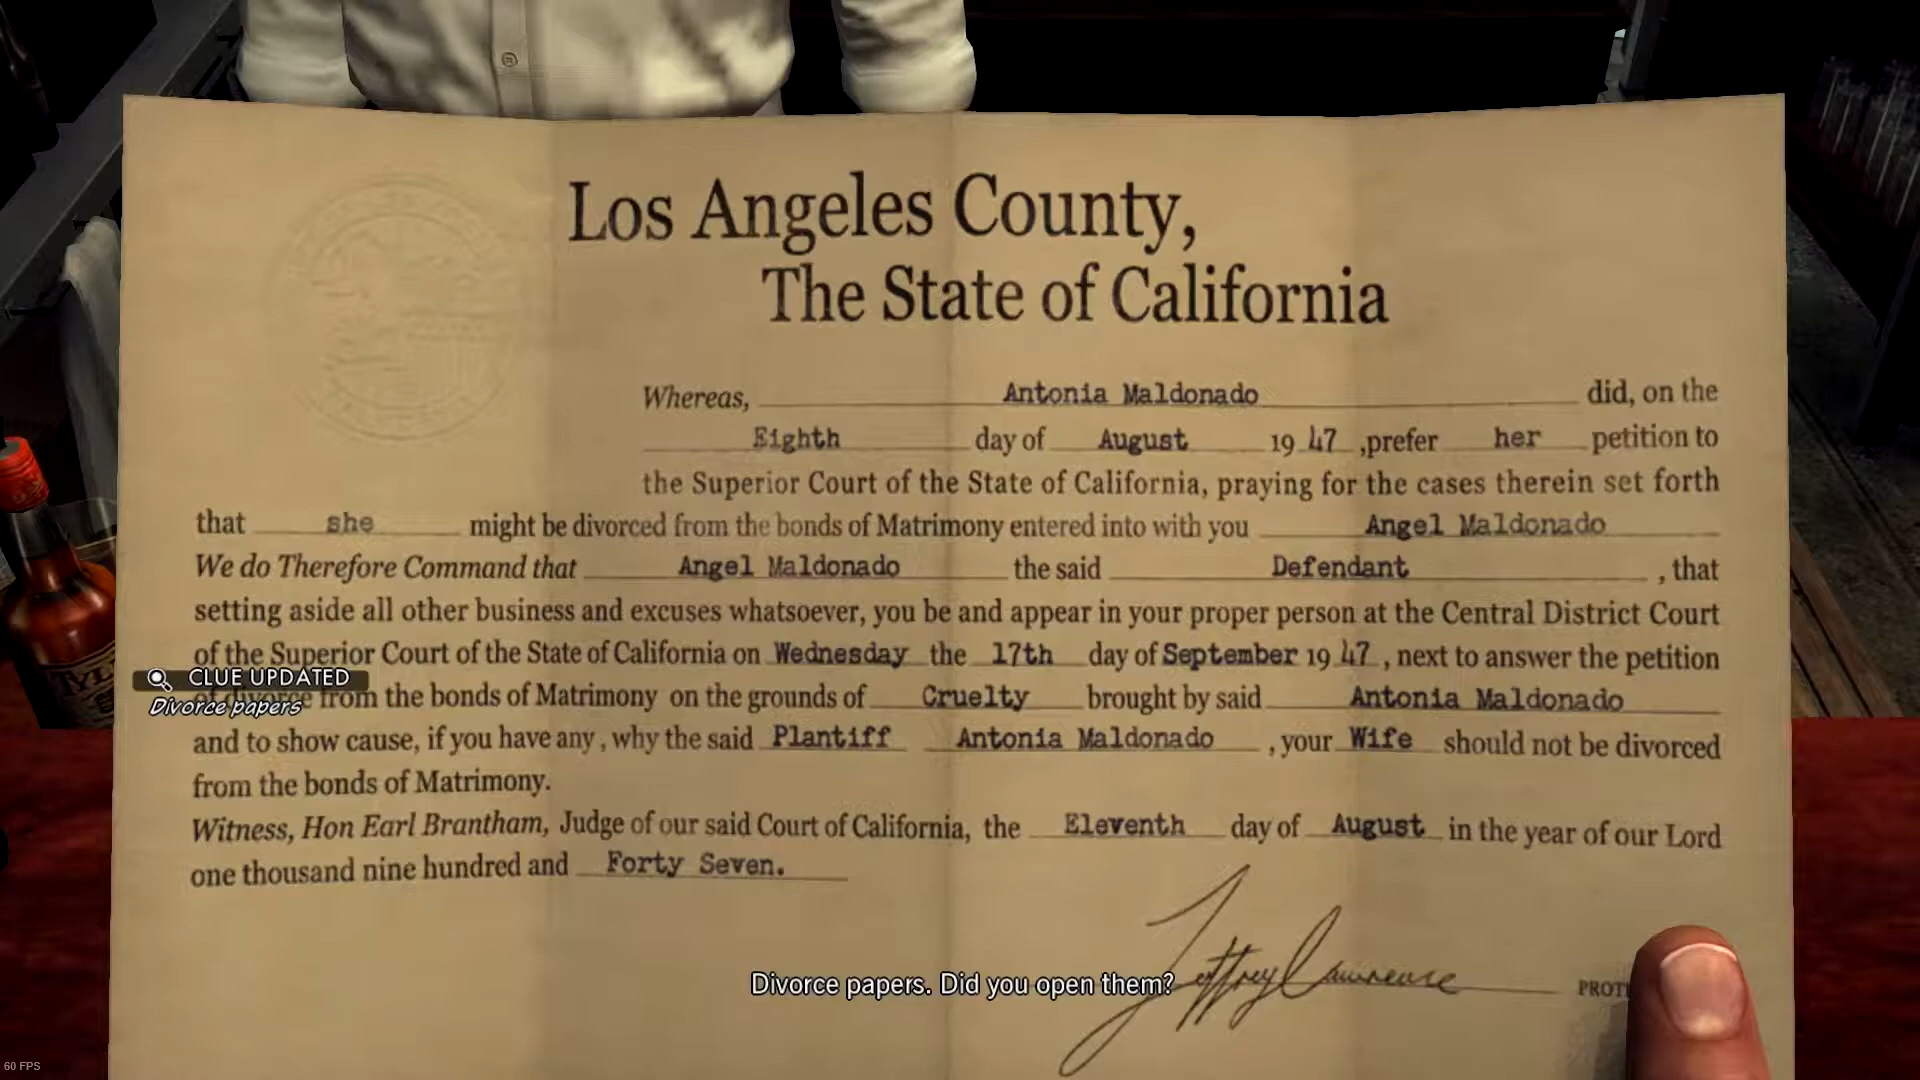 Los Angeles County,
The State of California
Whereas, Antonia Maldonado did, on the
Eighth day of August 1947, prefer her petition to
the Superior Court of the State of California, praying for the cases therein set forth
that she might be divorced from the bonds of Matrimony entered into with you Angel Maldonado
We do Therefore Command that Angel Maldonado the said Defendant, that
setting aside all other business and excuses whatsoever, you be and appear in your proper person at the Central District Court
of the Superior Court of the State of California on Wednesday the 17th day of September 1947, next to answer the petition
CLUE UPDATED
of divorce from the bonds of Matrimony on the grounds of Cruelty brought by said Antonia Maldonado
Divorce papers
and to show cause, if you have any, why the said Plantiff Antonia Maldonado, your Wife should not be divorced
from the bonds of Matrimony.
Witness, Hon Earl Brantham, Judge of our said Court of California, the Eleventh day of August in the year of our Lord
one thousand nine hundred and Forty Seven.
Jeffrey Lawrence
Divorce papers. Did you open them?
60 FPS